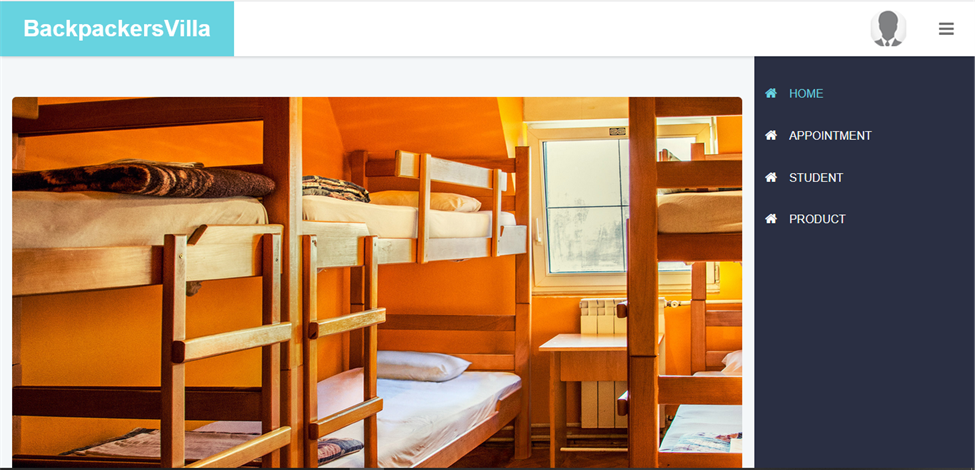 BackpackersVilla
HOME
APPOINTMENT
STUDENT
PRODUCT